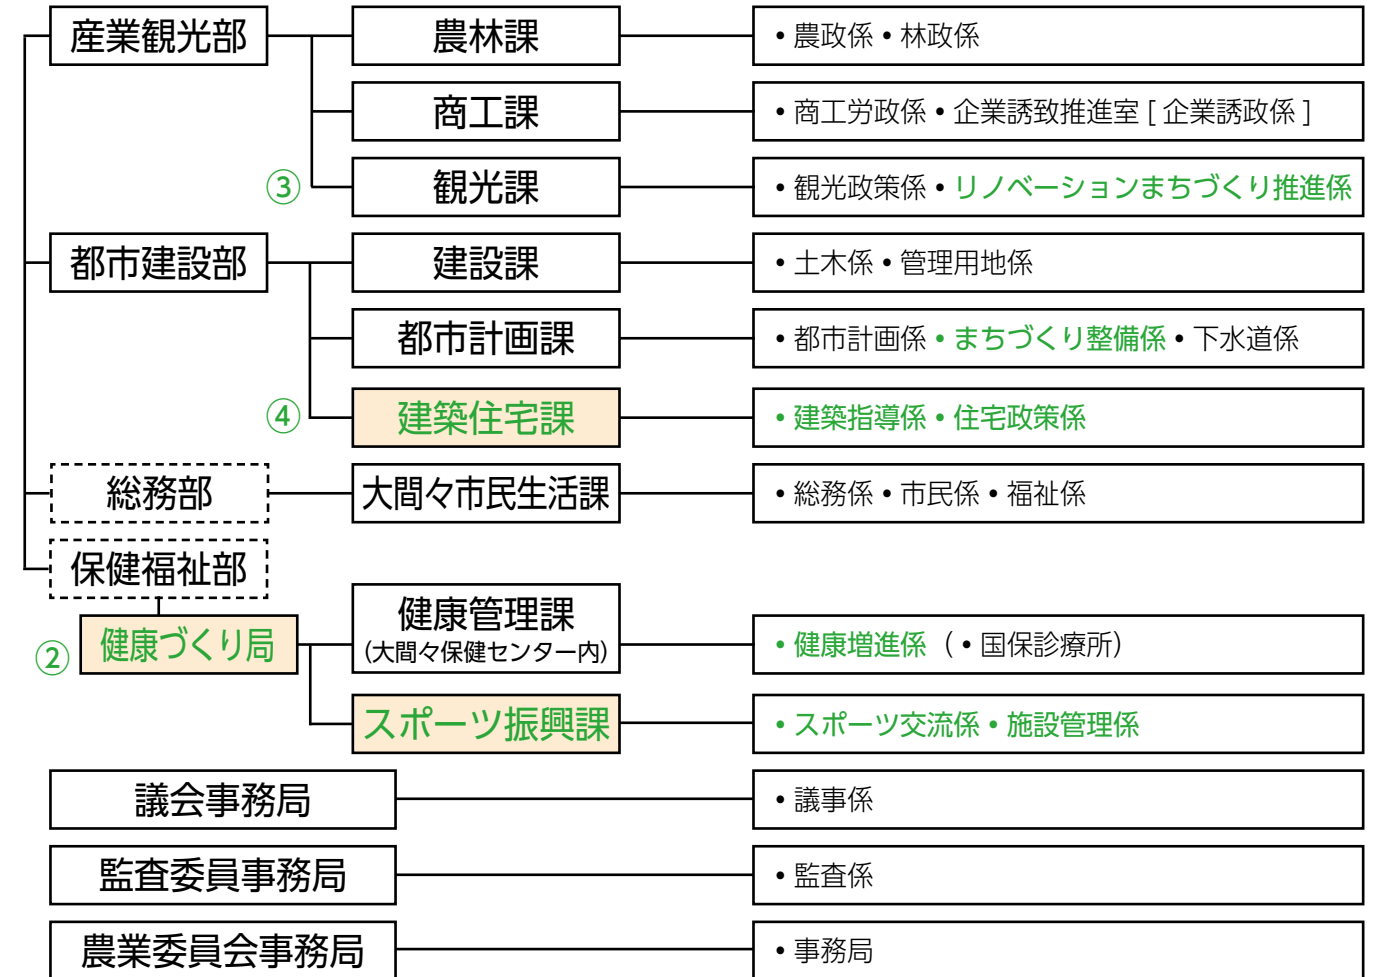 産業観光部 農林課 • 農政係 • 林政係
商工課 • 商工労政係 • 企業誘致推進室 [ 企業誘政係 ]
③ 観光課 • 観光政策係 • リノベーションまちづくり推進係
都市建設部 建設課 • 土木係 • 管理用地係
都市計画課 • 都市計画係 • まちづくり整備係 • 下水道係
④ 建築住宅課 • 建築指導係 • 住宅政策係
総務部 大間々市民生活課 • 総務係 • 市民係 • 福祉係
保健福祉部
② 健康づくり局 健康管理課
(大間々保健センター内) • 健康増進係(• 国保診療所)
スポーツ振興課 • スポーツ交流係 • 施設管理係
議会事務局 • 議事係
監査委員事務局 • 監査係
農業委員会事務局 • 事務局